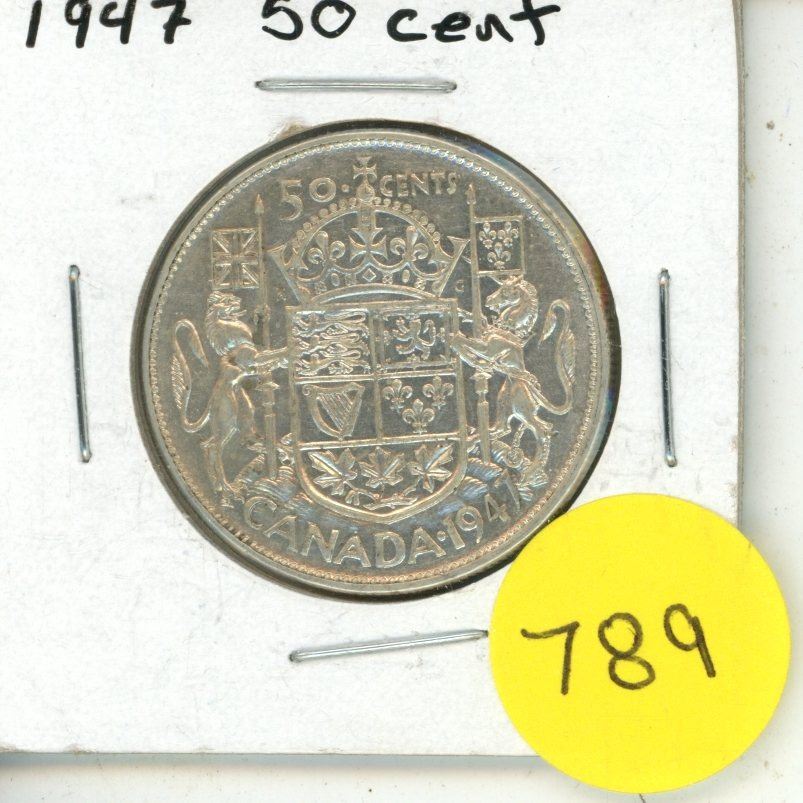 1947 50 cent
50·CENTS
K G
CANADA·1947
789